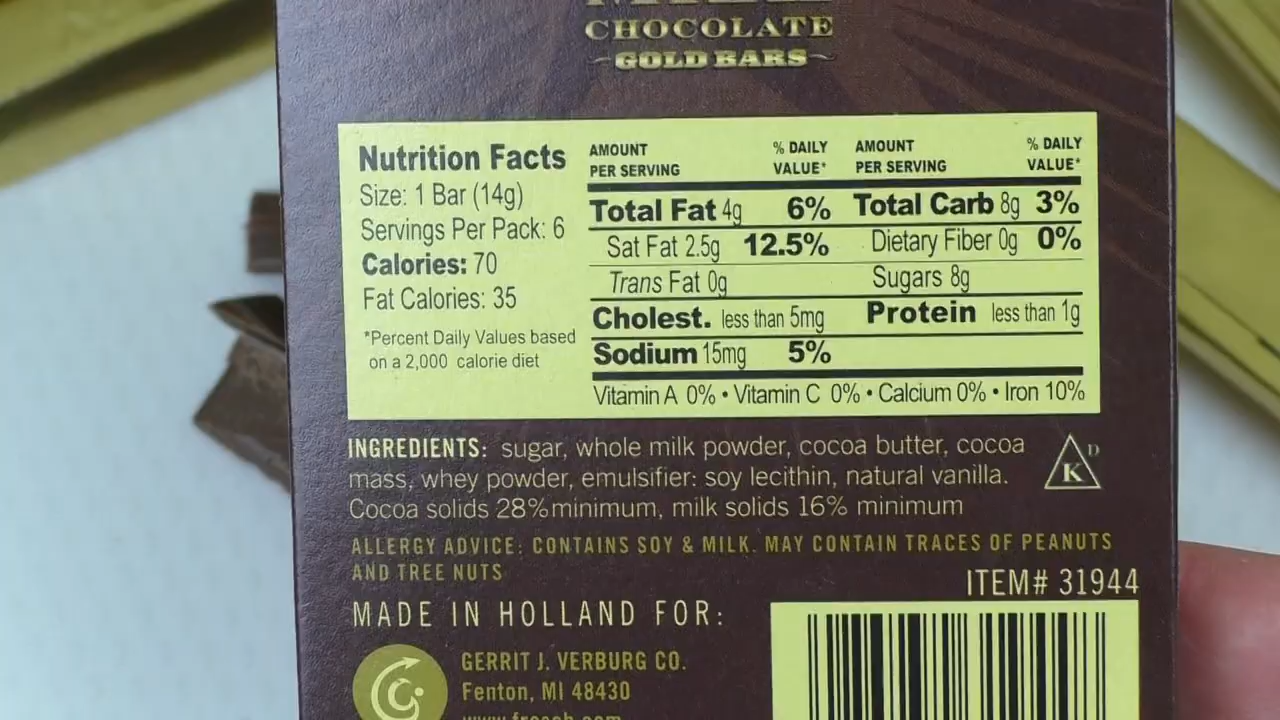 CHOCOLATE
GOLD BARS
Nutrition Facts
Size: 1 Bar (14g)
Servings Per Pack: 6
Calories: 70
Fat Calories: 35
*Percent Daily Values based
on a 2,000 calorie diet
AMOUNT PER SERVING % DAILY VALUE* AMOUNT PER SERVING % DAILY VALUE*
Total Fat 4g 6% Total Carb 8g 3%
Sat Fat 2.5g 12.5% Dietary Fiber 0g 0%
Trans Fat 0g Sugars 8g
Cholest. less than 5mg Protein less than 1g
Sodium 15mg 5%
Vitamin A 0% • Vitamin C 0% • Calcium 0% • Iron 10%
INGREDIENTS: sugar, whole milk powder, cocoa butter, cocoa
mass, whey powder, emulsifier: soy lecithin, natural vanilla.
Cocoa solids 28% minimum, milk solids 16% minimum
K D
ALLERGY ADVICE: CONTAINS SOY & MILK. MAY CONTAIN TRACES OF PEANUTS
AND TREE NUTS
ITEM# 31944
MADE IN HOLLAND FOR:
GERRIT J. VERBURG CO.
Fenton, MI 48430